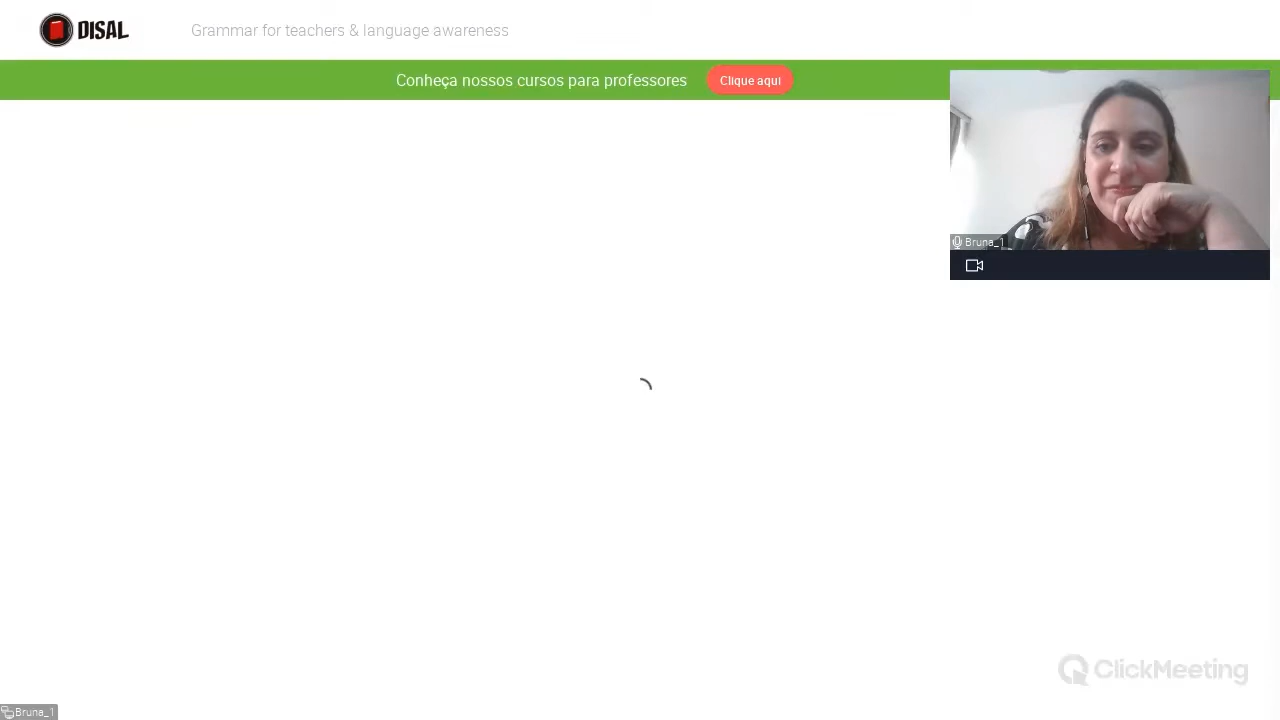 DISAL
Grammar for teachers & language awareness
Conheça nossos cursos para professores
Clique aqui
Bruna_1
ClickMeeting
Bruna_1